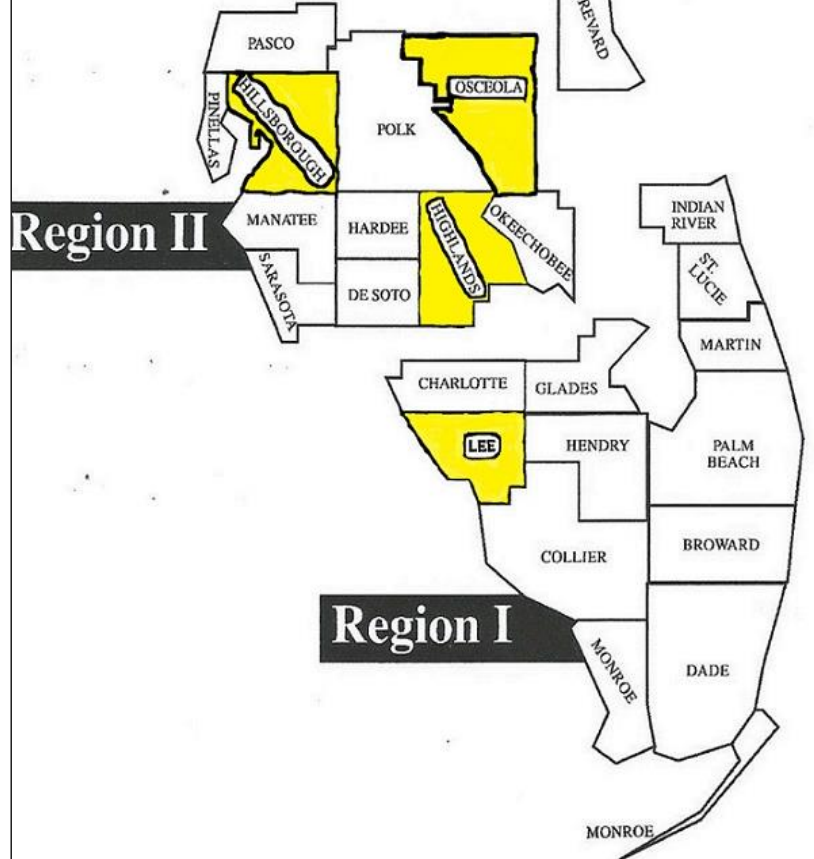 REVARD
PASCO
OSCEOLA
HILLSBOROUGH
PINELLAS
POLK
Region II
MANATEE
HARDEE
HIGHLANDS
OKEECHOBEE
INDIAN
RIVER
SARASOTA
DE SOTO
ST.
LUCIE
MARTIN
CHARLOTTE
GLADES
LEE
HENDRY
PALM
BEACH
COLLIER
BROWARD
Region I
MONROE
DADE
MONROE